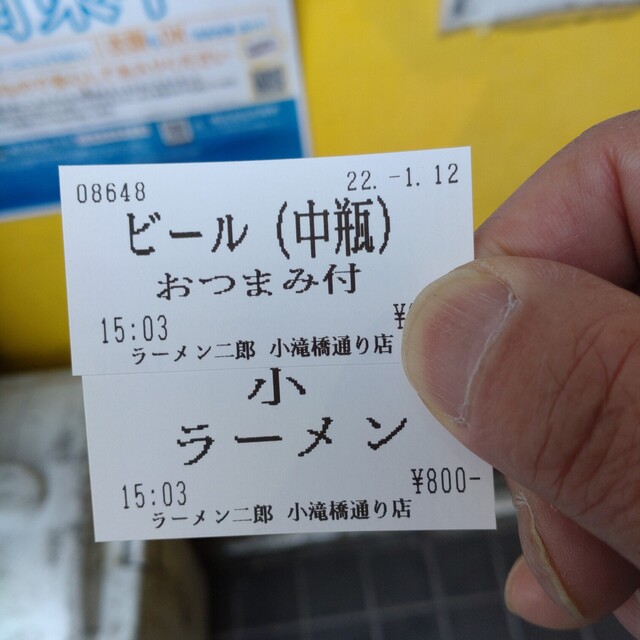 08648 22.-1.12
ビール(中瓶)
おつまみ付
15:03 ¥
ラーメン二郎 小滝橋通り店
小
ラーメン
15:03 ¥800-
ラーメン二郎 小滝橋通り店